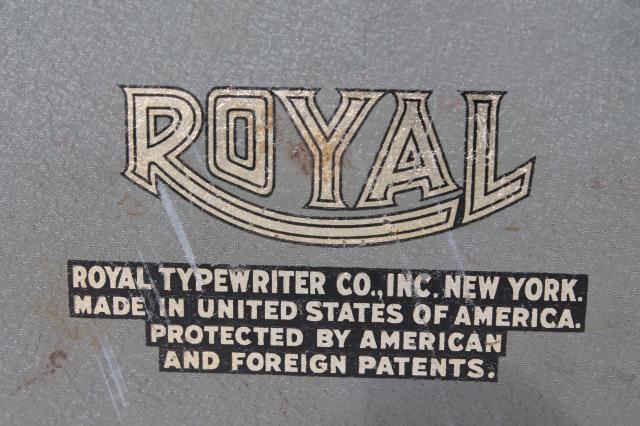 ROYAL
ROYAL TYPEWRITER CO., INC. NEW YORK.
MADE IN UNITED STATES OF AMERICA.
PROTECTED BY AMERICAN
AND FOREIGN PATENTS.